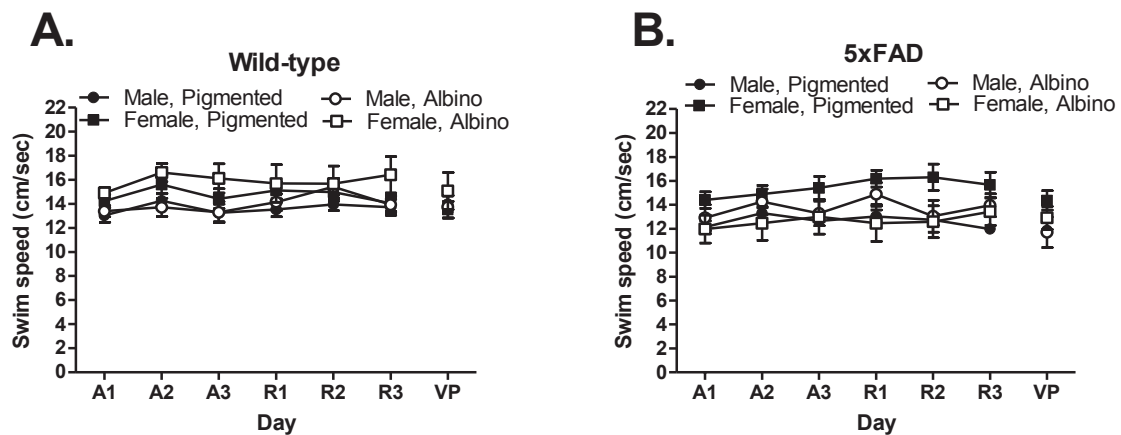 A.
Wild-type
Male, Pigmented
Male, Albino
Female, Pigmented
Female, Albino
Swim speed (cm/sec)
22
20
18
16
14
12
10
8
6
4
2
0
A1 A2 A3 R1 R2 R3 VP
Day
B.
5xFAD
Male, Pigmented
Male, Albino
Female, Pigmented
Female, Albino
Swim speed (cm/sec)
22
20
18
16
14
12
10
8
6
4
2
0
A1 A2 A3 R1 R2 R3 VP
Day